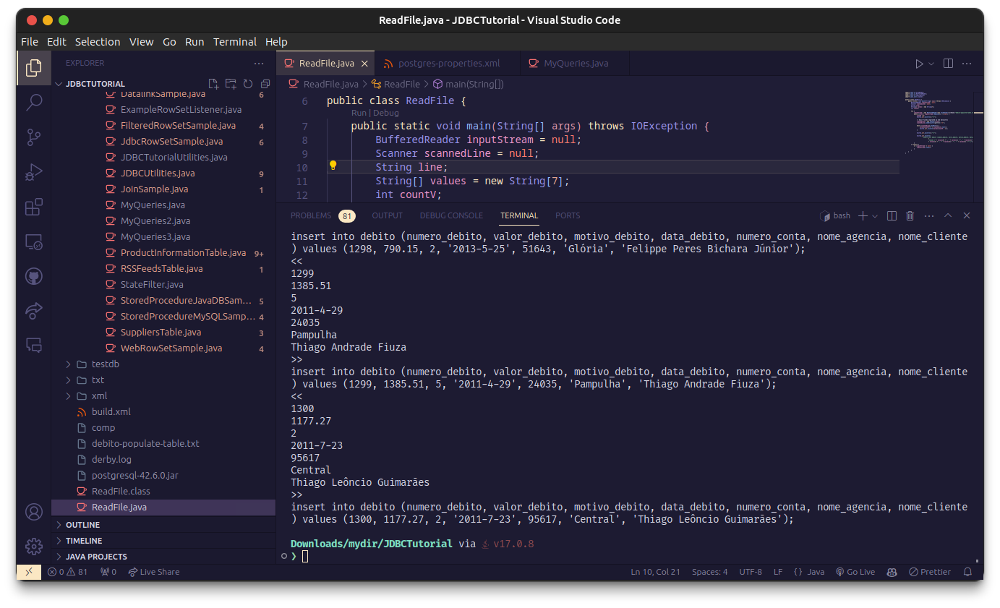 ReadFile.java - JDBCTutorial - Visual Studio Code
File Edit Selection View Go Run Terminal Help
EXPLORER
JDBCTUTORIAL
DatalinkSample.java 6
ExampleRowSetListener.java
FilteredRowSetSample.java 4
JdbcRowSetSample.java 6
JDBCTutorialUtilities.java
JDBCUtilities.java 9
JoinSample.java 1
MyQueries.java
MyQueries2.java
MyQueries3.java
ProductInformationTable.java 9+
RSSFeedsTable.java 1
StateFilter.java
StoredProcedureJavaDBSam... 5
StoredProcedureMySQLSamp... 4
SuppliersTable.java 3
WebRowSetSample.java 4
testdb
txt
xml
build.xml
comp
debito-populate-table.txt
derby.log
postgresql-42.6.0.jar
ReadFile.class
ReadFile.java
OUTLINE
TIMELINE
JAVA PROJECTS
ReadFile.java postgres-properties.xml MyQueries.java
ReadFile.java > ReadFile > main(String[])
6 public class ReadFile {
Run | Debug
7 public static void main(String[] args) throws IOException {
8 BufferedReader inputStream = null;
9 Scanner scannedLine = null;
10 String line;
11 String[] values = new String[7];
12 int countV;
PROBLEMS 81 OUTPUT DEBUG CONSOLE TERMINAL PORTS bash
insert into debito (numero_debito, valor_debito, motivo_debito, data_debito, numero_conta, nome_agencia, nome_cliente
) values (1298, 790.15, 2, '2013-5-25', 51643, 'Glória', 'Felippe Peres Bichara Júnior');
<<
1299
1385.51
5
2011-4-29
24035
Pampulha
Thiago Andrade Fiuza
>>
insert into debito (numero_debito, valor_debito, motivo_debito, data_debito, numero_conta, nome_agencia, nome_cliente
) values (1299, 1385.51, 5, '2011-4-29', 24035, 'Pampulha', 'Thiago Andrade Fiuza');
<<
1300
1177.27
2
2011-7-23
95617
Central
Thiago Leôncio Guimarães
>>
insert into debito (numero_debito, valor_debito, motivo_debito, data_debito, numero_conta, nome_agencia, nome_cliente
) values (1300, 1177.27, 2, '2011-7-23', 95617, 'Central', 'Thiago Leôncio Guimarães');
Downloads/mydir/JDBCTutorial via v17.0.8
❯
0 81 0 Live Share Ln 10, Col 21 Spaces: 4 UTF-8 LF {} Java Go Live Prettier